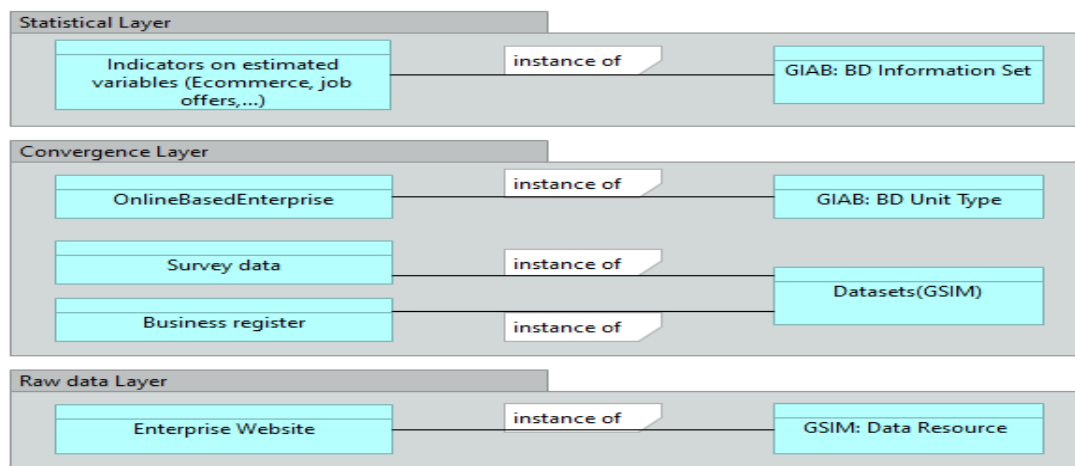 Statistical Layer
Indicators on estimated
variables (Ecommerce, job
offers,...)
instance of
GIAB: BD Information Set
Convergence Layer
OnlineBasedEnterprise
instance of
GIAB: BD Unit Type
Survey data
instance of
Datasets(GSIM)
Business register
instance of
Raw data Layer
Enterprise Website
instance of
GSIM: Data Resource